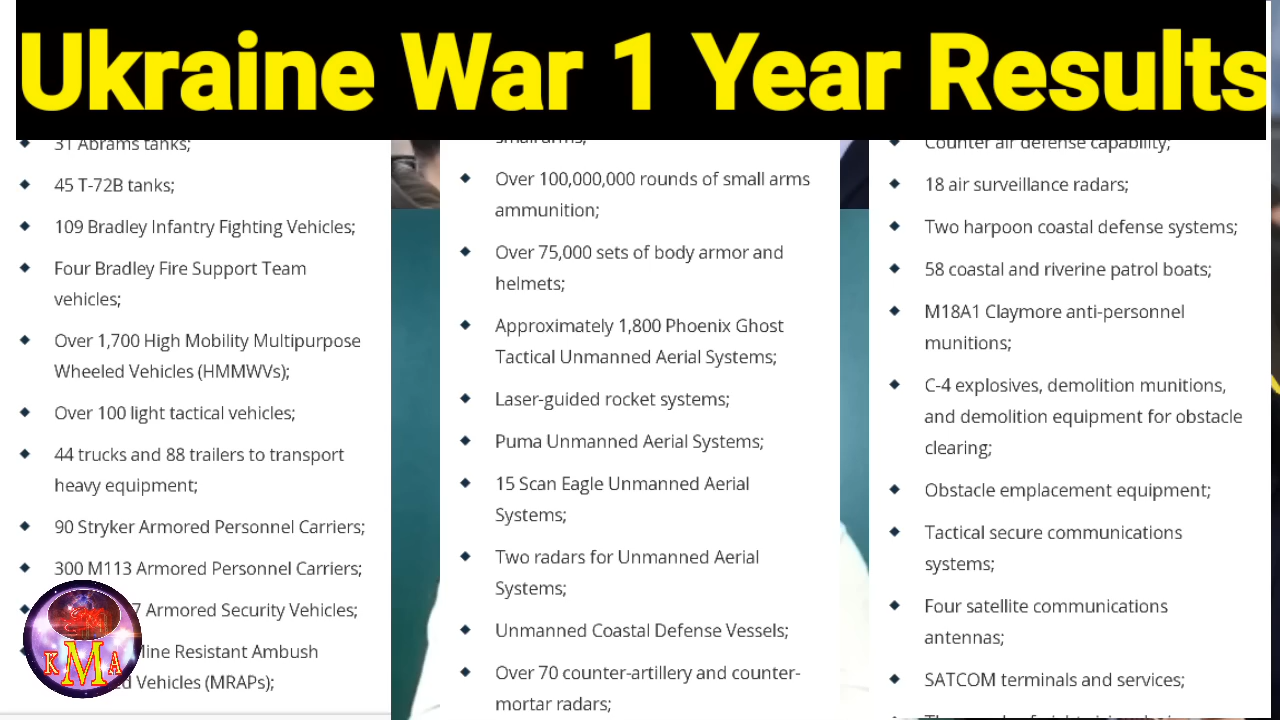 Ukraine War 1 Year Results
31 Abrams tanks;
45 T-72B tanks;
109 Bradley Infantry Fighting Vehicles;
Four Bradley Fire Support Team
vehicles;
Over 1,700 High Mobility Multipurpose
Wheeled Vehicles (HMMWVs);
Over 100 light tactical vehicles;
44 trucks and 88 trailers to transport
heavy equipment;
90 Stryker Armored Personnel Carriers;
300 M113 Armored Personnel Carriers;
7 Armored Security Vehicles;
Mine Resistant Ambush
d Vehicles (MRAPs);
KMA
small arms;
Over 100,000,000 rounds of small arms
ammunition;
Over 75,000 sets of body armor and
helmets;
Approximately 1,800 Phoenix Ghost
Tactical Unmanned Aerial Systems;
Laser-guided rocket systems;
Puma Unmanned Aerial Systems;
15 Scan Eagle Unmanned Aerial
Systems;
Two radars for Unmanned Aerial
Systems;
Unmanned Coastal Defense Vessels;
Over 70 counter-artillery and counter-
mortar radars;
Counter air defense capability;
18 air surveillance radars;
Two harpoon coastal defense systems;
58 coastal and riverine patrol boats;
M18A1 Claymore anti-personnel
munitions;
C-4 explosives, demolition munitions,
and demolition equipment for obstacle
clearing;
Obstacle emplacement equipment;
Tactical secure communications
systems;
Four satellite communications
antennas;
SATCOM terminals and services;